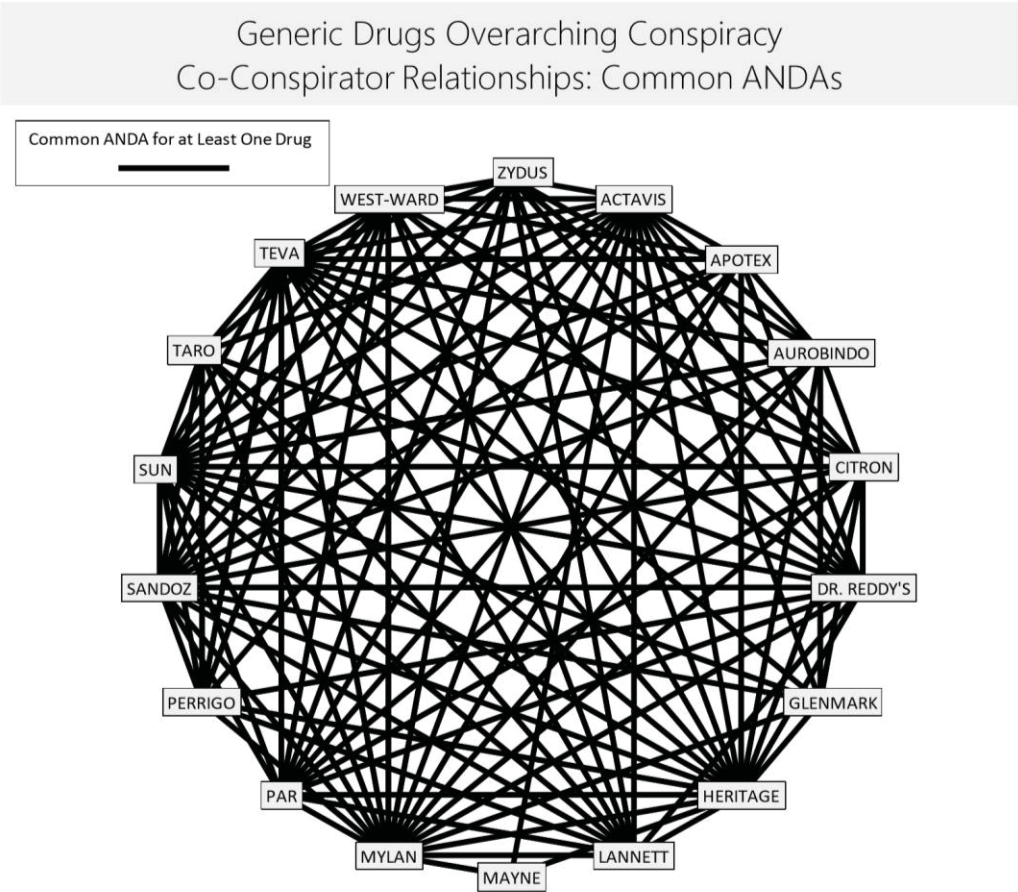 Generic Drugs Overarching Conspiracy
Co-Conspirator Relationships: Common ANDAs
Common ANDA for at Least One Drug
ZYDUS
WEST-WARD
ACTAVIS
TEVA
APOTEX
TARO
AUROBINDO
SUN
CITRON
SANDOZ
DR. REDDY'S
PERRIGO
GLENMARK
PAR
HERITAGE
MYLAN
LANNETT
MAYNE